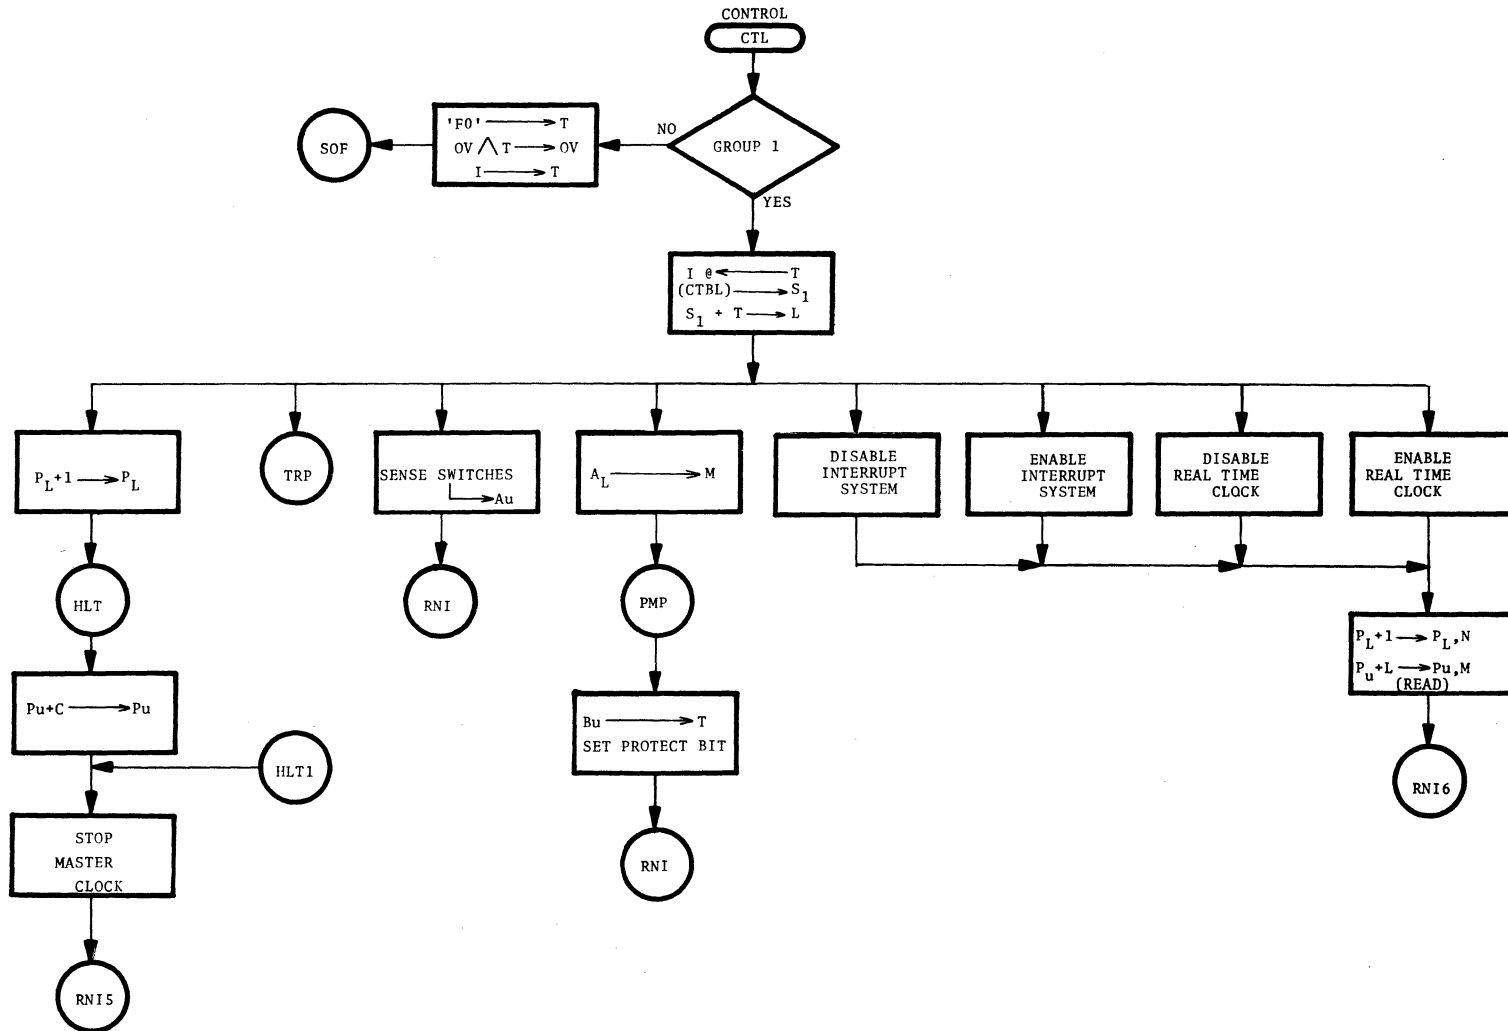 CONTROL
CTL
GROUP 1
NO
YES
'F0' ⟶ T
OV ⋀ T ⟶ OV
I ⟶ T
SOF
I @ ⟵ T
(CTBL) ⟶ S1
S1 + T ⟶ L
PL+1 ⟶ PL
HLT
Pu+C ⟶ Pu
HLT1
STOP
MASTER
CLOCK
RNI5
TRP
SENSE SWITCHES
Au
RNI
AL ⟶ M
PMP
Bu ⟶ T
SET PROTECT BIT
RNI
DISABLE
INTERRUPT
SYSTEM
ENABLE
INTERRUPT
SYSTEM
DISABLE
REAL TIME
CLOCK
ENABLE
REAL TIME
CLOCK
PL+1 ⟶ PL,N
Pu+L ⟶ Pu,M
(READ)
RNI6